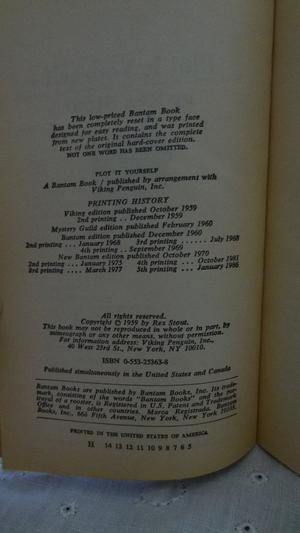 This low-priced Bantam Book
has been completely reset in a type face
designed for easy reading, and was printed
from new plates. It contains the complete
text of the original hard-cover edition.
NOT ONE WORD HAS BEEN OMITTED.
PLOT IT YOURSELF
A Bantam Book / published by arrangement with
Viking Penguin, Inc.
PRINTING HISTORY
Viking edition published October 1959
2nd printing .. December 1959
Mystery Guild edition published February 1960
Bantam edition published December 1960
2nd printing ... January 1968 3rd printing ...... July 1968
4th printing .. September 1969
New Bantam edition published October 1970
2nd printing ... January 1975 4th printing ... October 1981
3rd printing .... March 1977 5th printing .... January 1986
All rights reserved.
Copyright © 1959 by Rex Stout.
This book may not be reproduced in whole or in part, by
mimeograph or any other means, without permission.
For information address: Viking Penguin, Inc.,
40 West 23rd St., New York, NY 10010.
ISBN 0-553-25363-8
Published simultaneously in the United States and Canada
Bantam Books are published by Bantam Books, Inc. Its trade-
mark, consisting of the words "Bantam Books" and the por-
trayal of a rooster, is Registered in U.S. Patent and Trademark
Office and in other countries. Marca Registrada. Bantam
Books, Inc., 666 Fifth Avenue, New York, New York 10103.
PRINTED IN THE UNITED STATES OF AMERICA
H 14 13 12 11 10 9 8 7 6 5